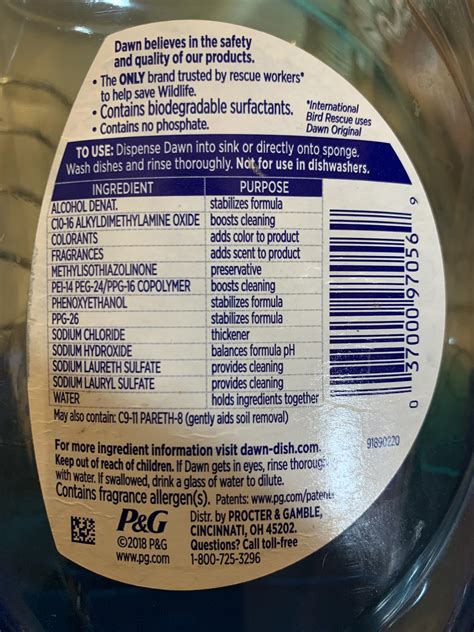 Dawn believes in the safety
and quality of our products.
• The ONLY brand trusted by rescue workers*
to help save Wildlife.
• Contains biodegradable surfactants.
• Contains no phosphate.
*International
Bird Rescue uses
Dawn Original
TO USE: Dispense Dawn into sink or directly onto sponge.
Wash dishes and rinse thoroughly. Not for use in dishwashers.
INGREDIENT PURPOSE
ALCOHOL DENAT. stabilizes formula
C10-16 ALKYLDIMETHYLAMINE OXIDE boosts cleaning
COLORANTS adds color to product
FRAGRANCES adds scent to product
METHYLISOTHIAZOLINONE preservative
PEI-14 PEG-24/PPG-16 COPOLYMER boosts cleaning
PHENOXYETHANOL stabilizes formula
PPG-26 stabilizes formula
SODIUM CHLORIDE thickener
SODIUM HYDROXIDE balances formula pH
SODIUM LAURETH SULFATE provides cleaning
SODIUM LAURYL SULFATE provides cleaning
WATER holds ingredients together
May also contain: C9-11 PARETH-8 (gently aids soil removal)
0 37000 97056 9
91890220
For more ingredient information visit dawn-dish.com.
Keep out of reach of children. If Dawn gets in eyes, rinse
with water. If swallowed, drink a glass of water to dilute.
Contains fragrance allergen(s). Patents: www.pg.com/patents
P&G
©2018 P&G
www.pg.com
Distr. by PROCTER & GAMBLE,
CINCINNATI, OH 45202.
Questions? Call toll-free
1-800-725-3296